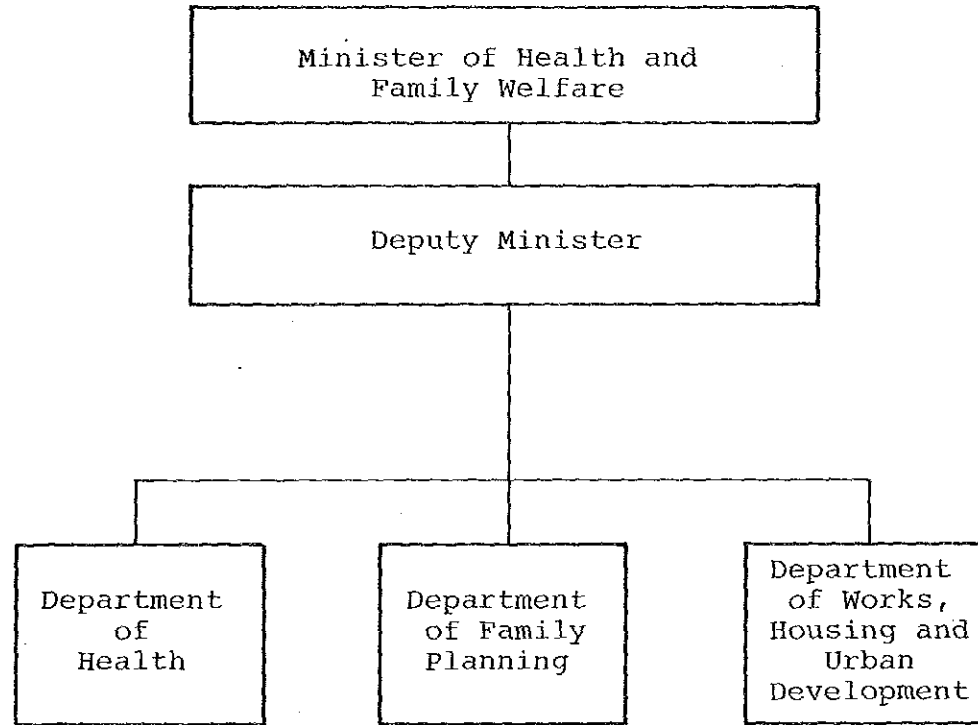 Minister of Health and
Family Welfare
Deputy Minister
Department
of
Health
Department
of Family
Planning
Department
of Works,
Housing and
Urban
Development